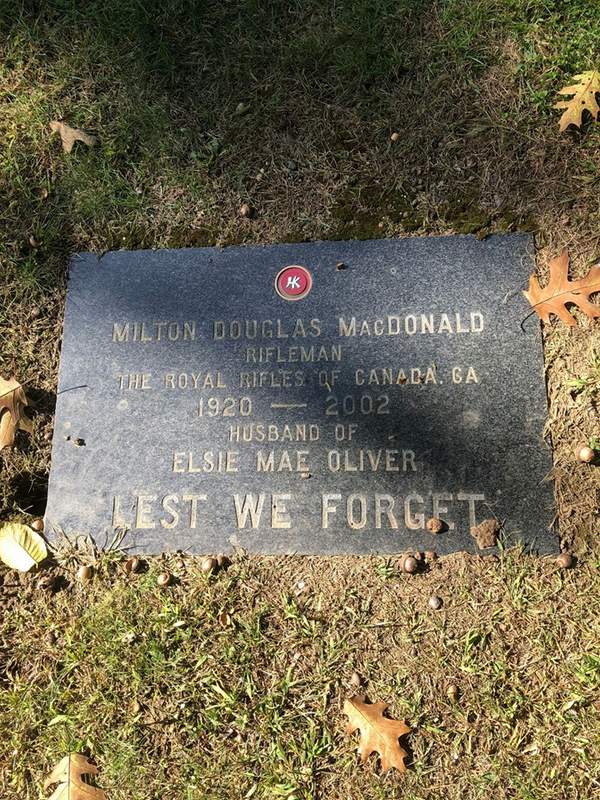 HK
MILTON DOUGLAS MACDONALD
RIFLEMAN
THE ROYAL RIFLES OF CANADA. CA
1920 — 2002
HUSBAND OF
ELSIE MAE OLIVER
LEST WE FORGET